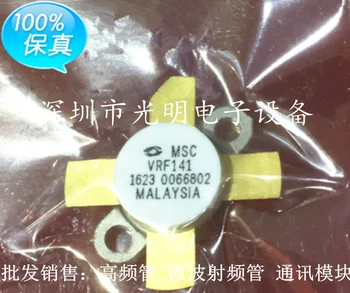 100%
保真
深圳市光明电子设备
MSC
VRF141
1623 0066802
MALAYSIA
批发销售：高频管 微波射频管 通讯模块